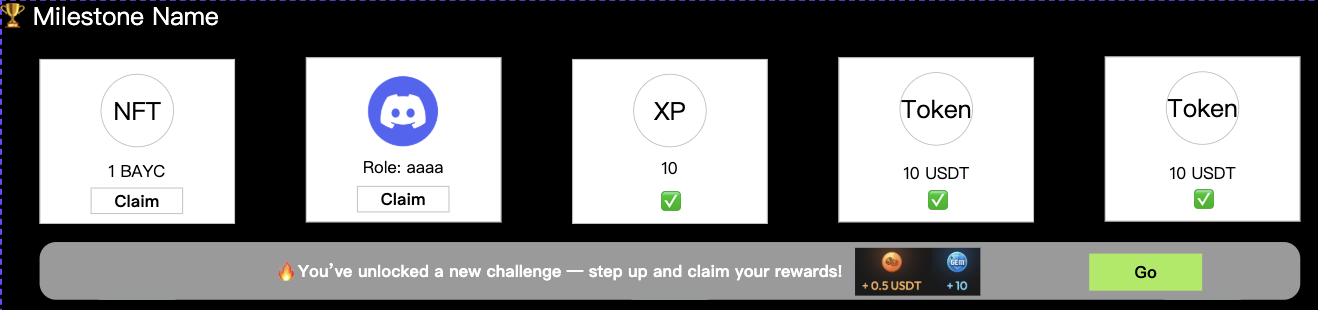 🏆 Milestone Name
NFT
1 BAYC
Claim
Role: aaaa
Claim
XP
10
✅
Token
10 USDT
✅
Token
10 USDT
✅
🔥You’ve unlocked a new challenge — step up and claim your rewards!
+ 0.5 USDT
GEM
+ 10
Go